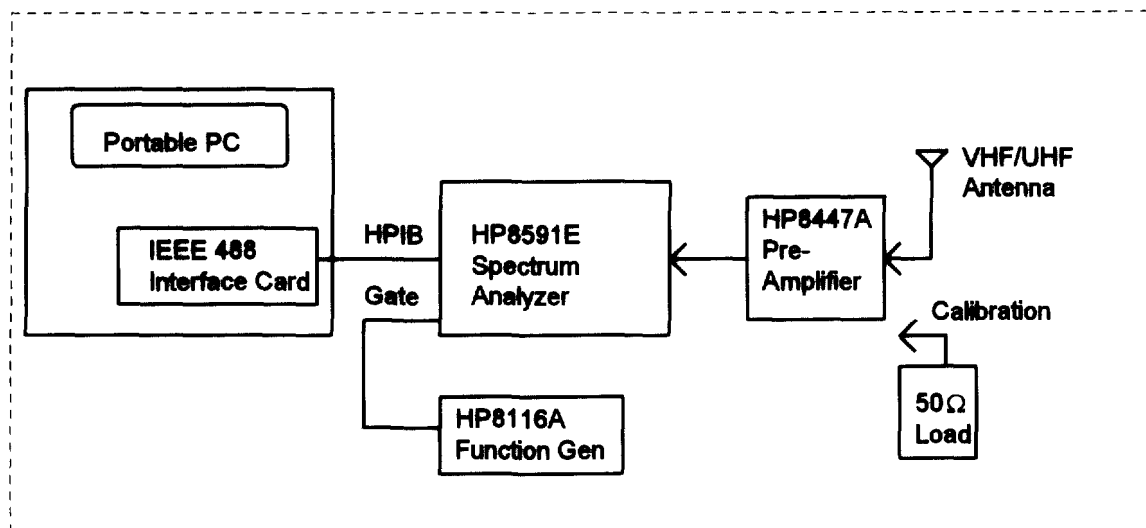 Portable PC
IEEE 488
Interface Card
HPIB
Gate
HP8591E
Spectrum
Analyzer
HP8116A
Function Gen
HP8447A
Pre-
Amplifier
VHF/UHF
Antenna
Calibration
50Ω
Load